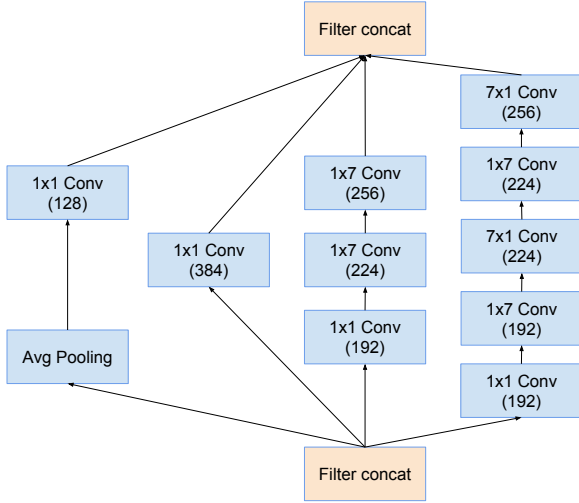 Filter concat
7x1 Conv
(256)
1x1 Conv
(128)
1x7 Conv
(256)
1x7 Conv
(224)
1x1 Conv
(384)
1x7 Conv
(224)
7x1 Conv
(224)
Avg Pooling
1x1 Conv
(192)
1x7 Conv
(192)
1x1 Conv
(192)
Filter concat